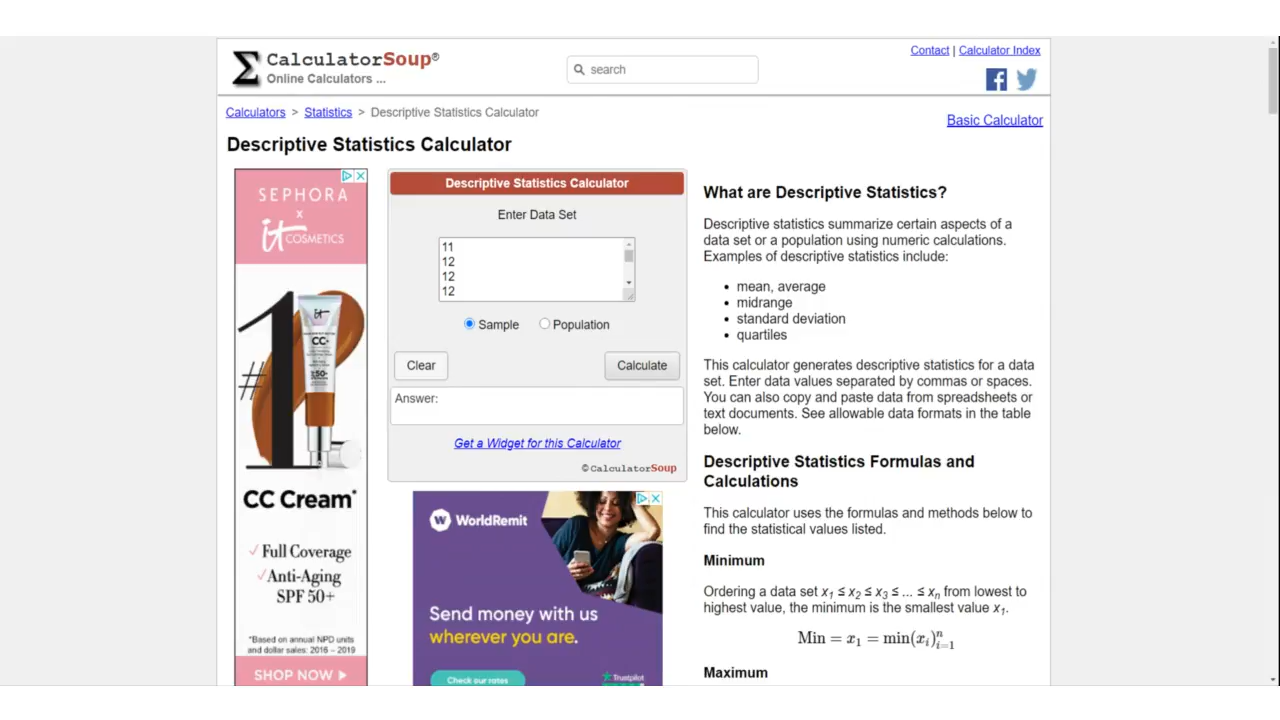 CalculatorSoup®
Online Calculators ...
search
Contact | Calculator Index
Calculators > Statistics > Descriptive Statistics Calculator
Basic Calculator
Descriptive Statistics Calculator
SEPHORA
x
it COSMETICS
#1
it
CC+
50+
CC Cream*
✓Full Coverage
✓Anti-Aging
SPF 50+
*Based on annual NPD units
and dollar sales: 2016 – 2019
SHOP NOW ▶
Descriptive Statistics Calculator
Enter Data Set
11
12
12
12
Sample Population
Clear Calculate
Answer:
Get a Widget for this Calculator
©CalculatorSoup
W WorldRemit
Send money with us
wherever you are.
Check our rates
Trustpilot
What are Descriptive Statistics?
Descriptive statistics summarize certain aspects of a
data set or a population using numeric calculations.
Examples of descriptive statistics include:
• mean, average
• midrange
• standard deviation
• quartiles
This calculator generates descriptive statistics for a data
set. Enter data values separated by commas or spaces.
You can also copy and paste data from spreadsheets or
text documents. See allowable data formats in the table
below.
Descriptive Statistics Formulas and
Calculations
This calculator uses the formulas and methods below to
find the statistical values listed.
Minimum
Ordering a data set x₁ ≤ x₂ ≤ x₃ ≤ ... ≤ xₙ from lowest to
highest value, the minimum is the smallest value x₁.
Min = x₁ = min(xᵢ)ⁿᵢ₌₁
Maximum